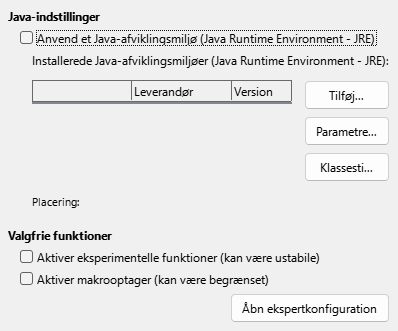 Java-indstillinger
Anvend et Java-afviklingsmiljø (Java Runtime Environment - JRE)
Installerede Java-afviklingsmiljøer (Java Runtime Environment - JRE):
Leverandør Version
Tilføj...
Parametre...
Klassesti...
Placering:
Valgfrie funktioner
Aktiver eksperimentelle funktioner (kan være ustabile)
Aktiver makrooptager (kan være begrænset)
Åbn ekspertkonfiguration